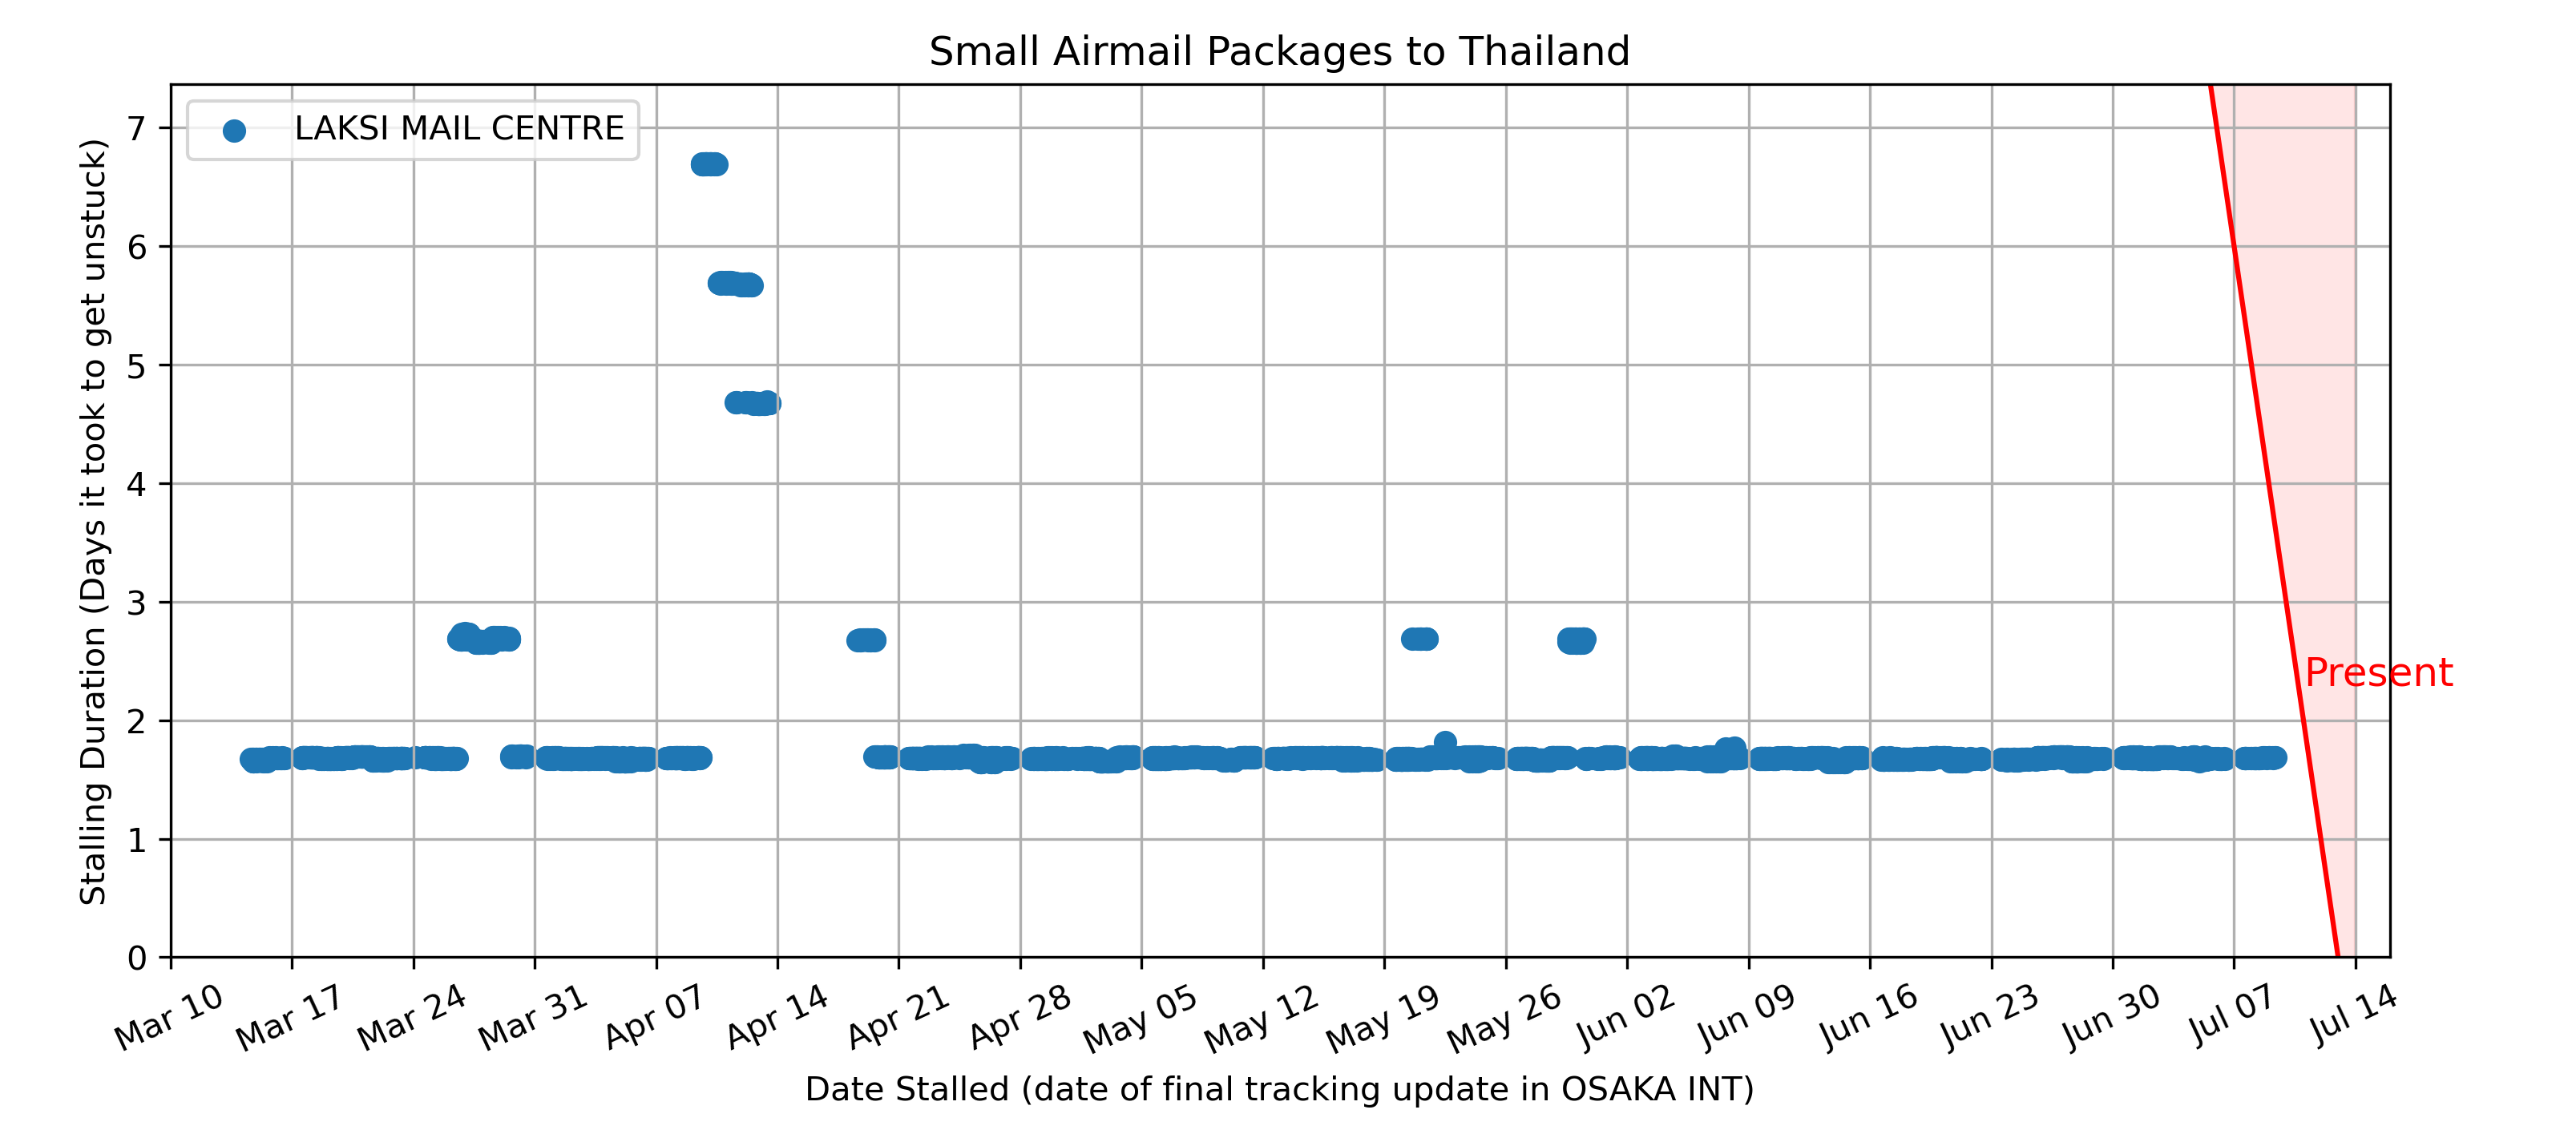 Small Airmail Packages to Thailand
LAKSI MAIL CENTRE
Stalling Duration (Days it took to get unstuck)
7
6
5
4
3
2
1
0
Present
Mar 10
Mar 17
Mar 24
Mar 31
Apr 07
Apr 14
Apr 21
Apr 28
May 05
May 12
May 19
May 26
Jun 02
Jun 09
Jun 16
Jun 23
Jun 30
Jul 07
Jul 14
Date Stalled (date of final tracking update in OSAKA INT)